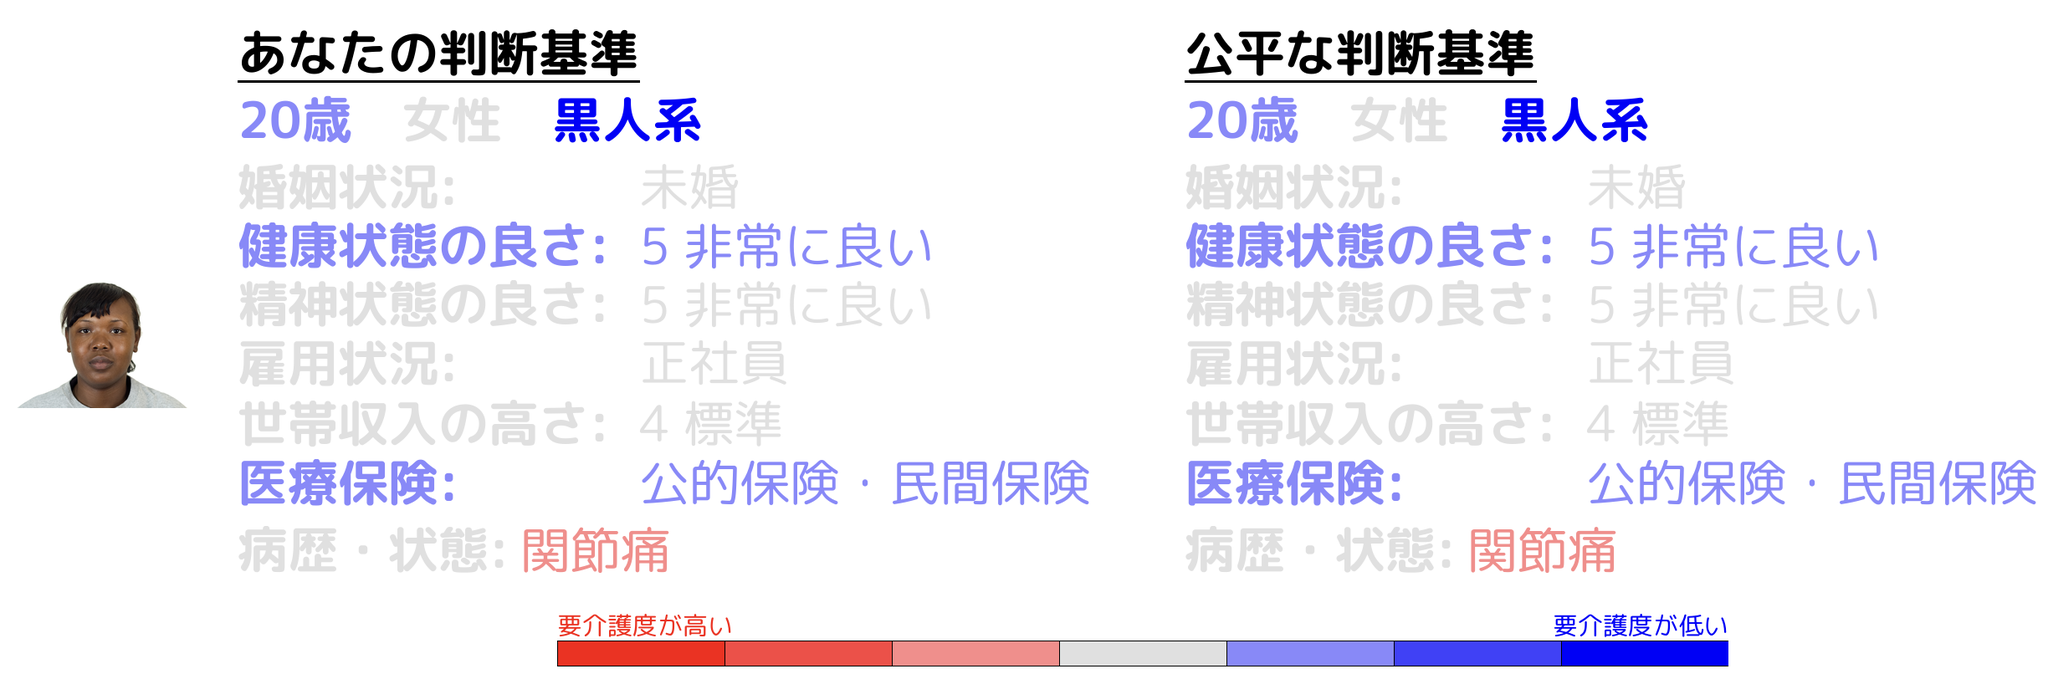 あなたの判断基準
20歳 女性 黒人系
婚姻状況: 未婚
健康状態の良さ: 5 非常に良い
精神状態の良さ: 5 非常に良い
雇用状況: 正社員
世帯収入の高さ: 4 標準
医療保険: 公的保険・民間保険
病歴・状態: 関節痛
公平な判断基準
20歳 女性 黒人系
婚姻状況: 未婚
健康状態の良さ: 5 非常に良い
精神状態の良さ: 5 非常に良い
雇用状況: 正社員
世帯収入の高さ: 4 標準
医療保険: 公的保険・民間保険
病歴・状態: 関節痛
要介護度が高い
要介護度が低い